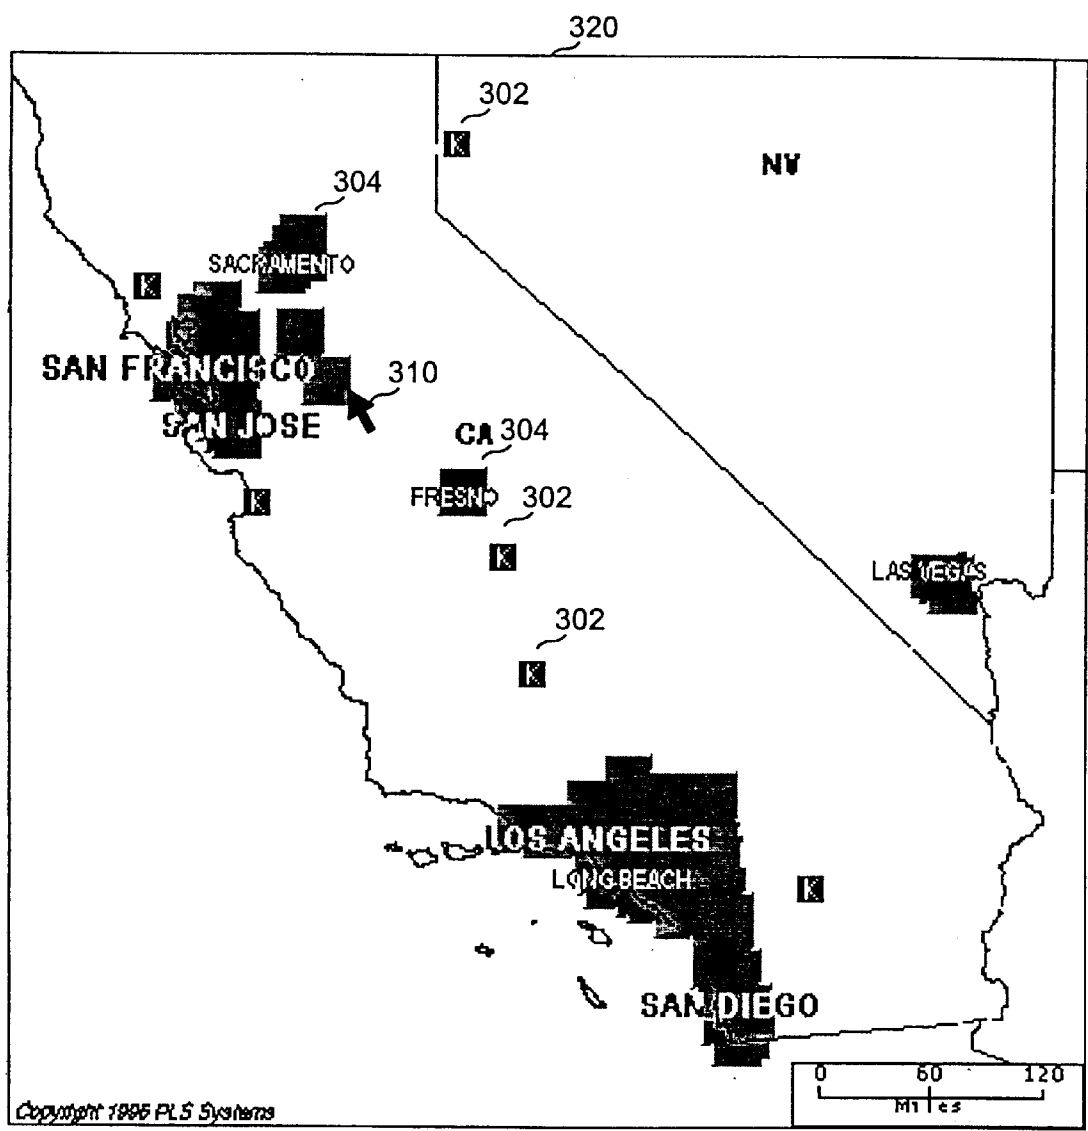 320
302
K
NV
304
SACRAMENTO
K
SAN FRANCISCO
310
SAN JOSE
CA
304
FRESNO
K
302
K
LAS VEGAS
302
K
LOS ANGELES
LONG BEACH
K
SAN DIEGO
0 60 120
Miles
Copyright 1996 PLS Systems